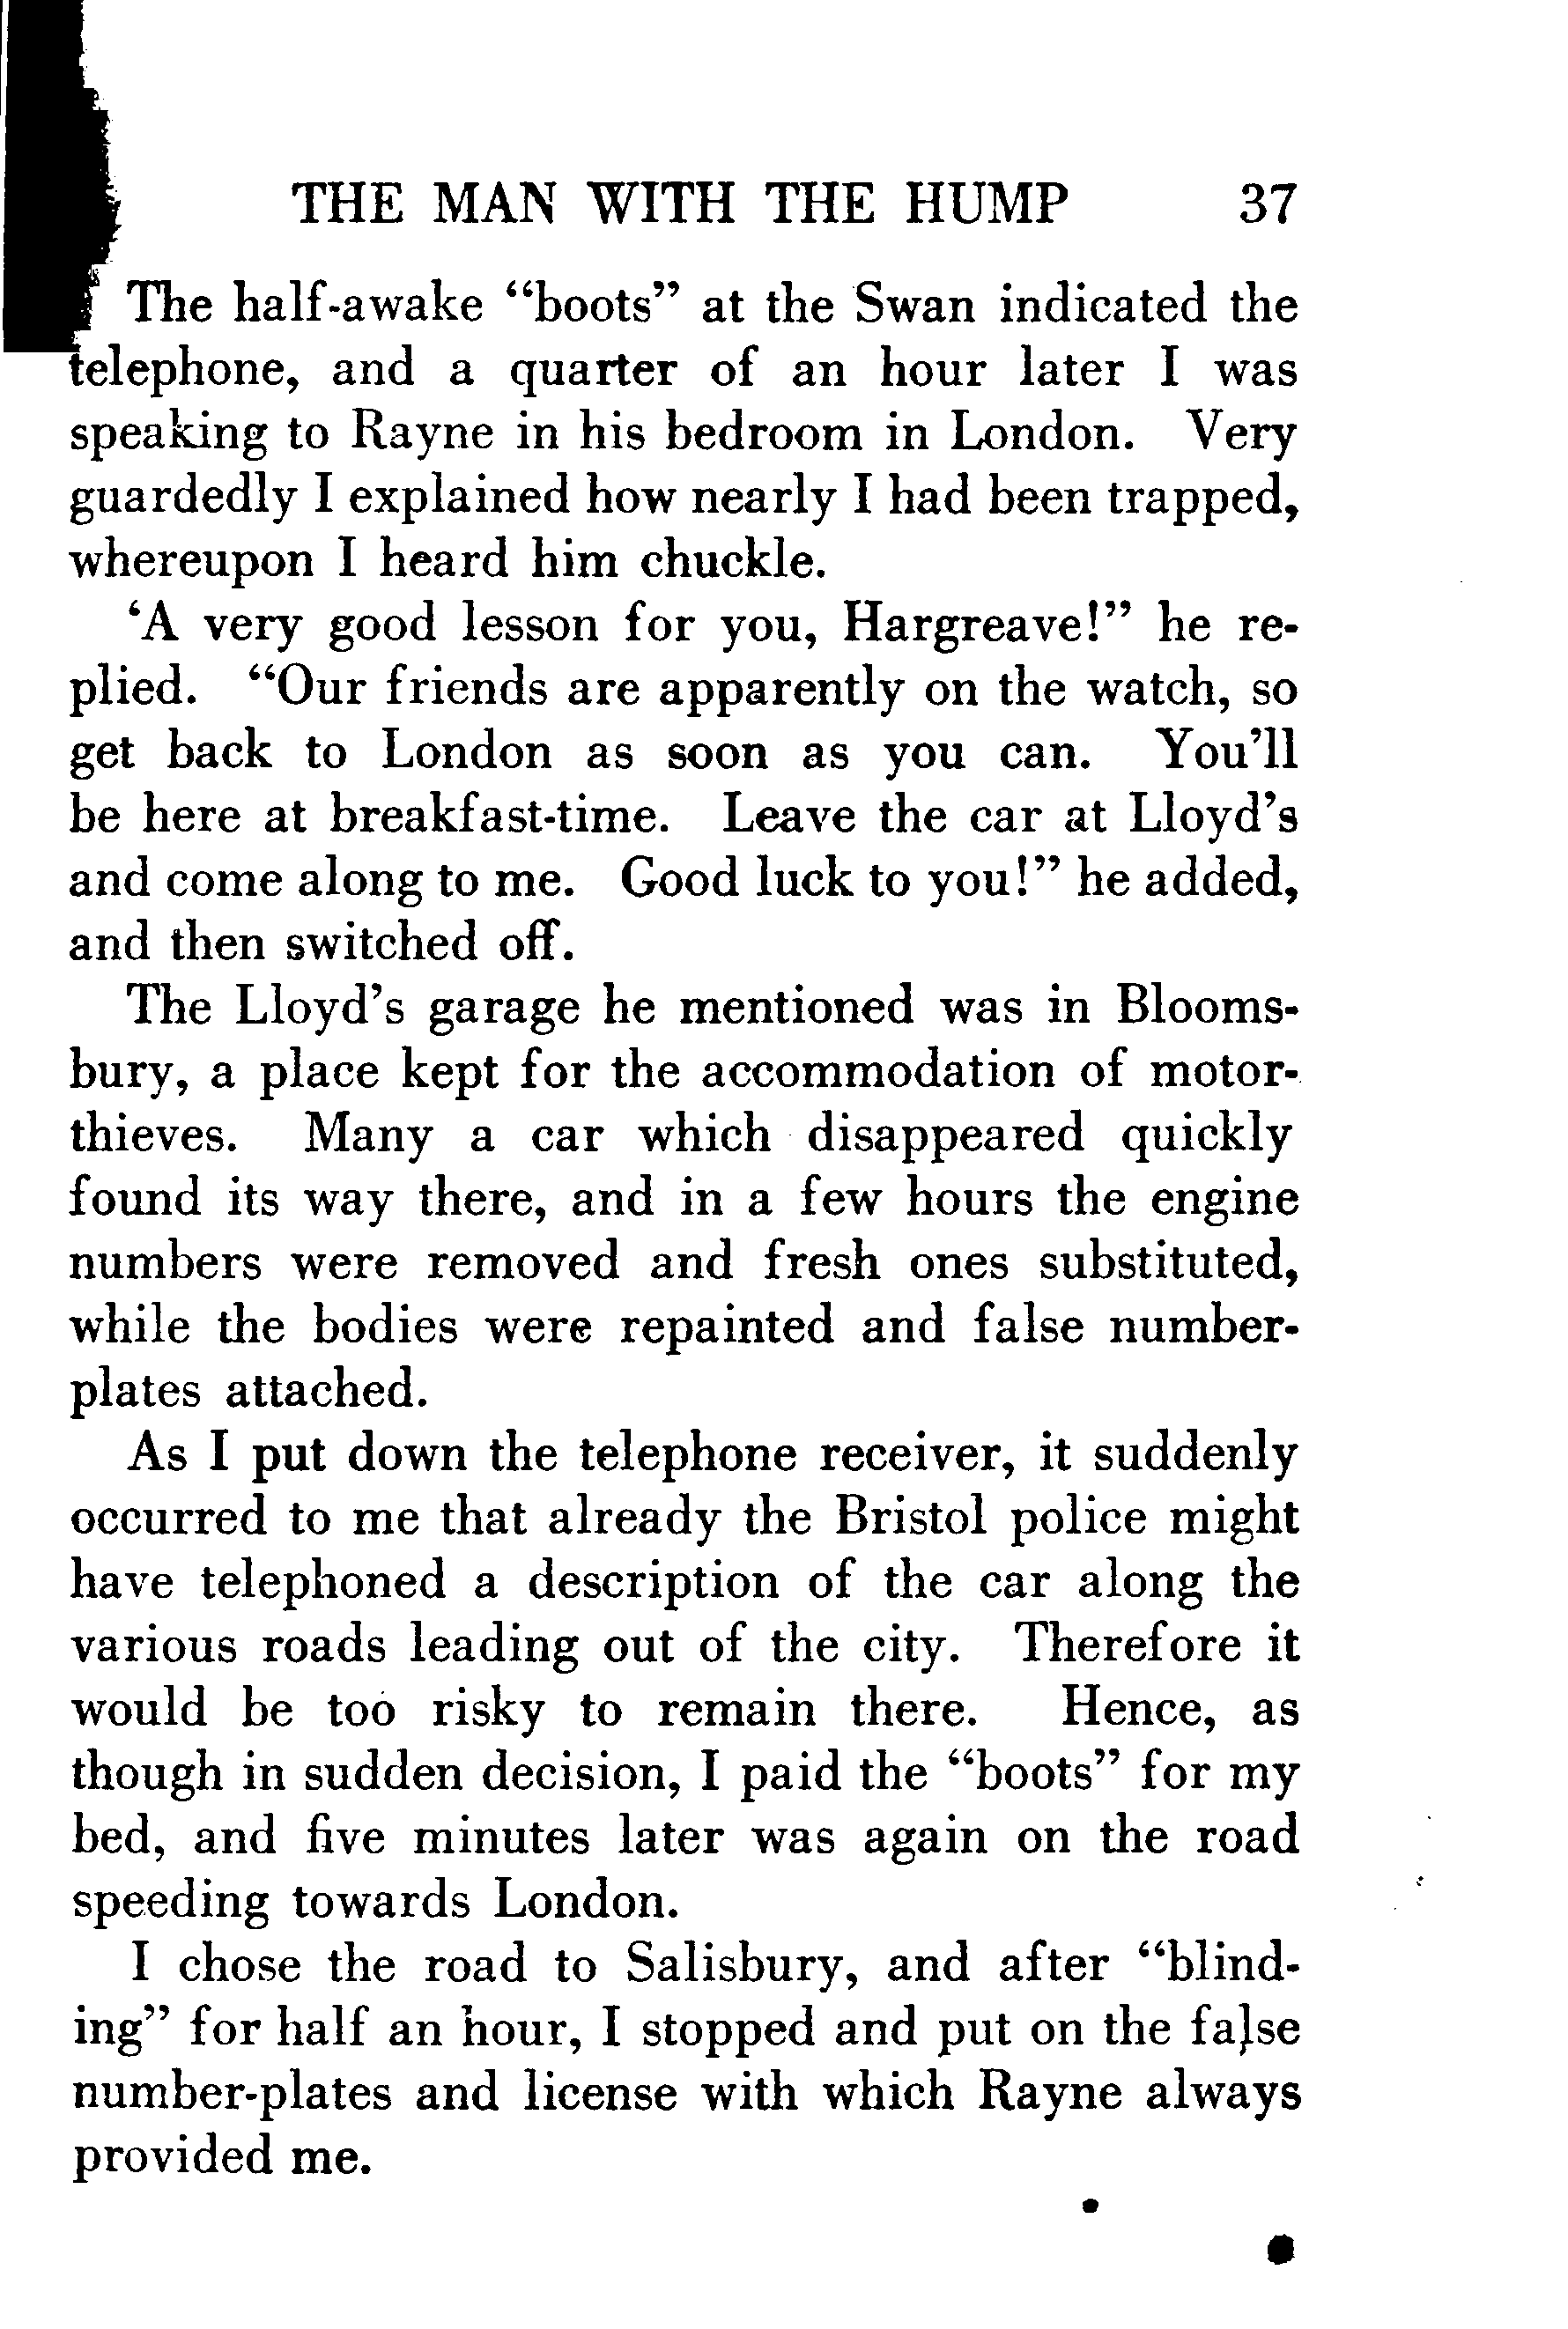 THE MAN WITH THE HUMP 37
The half-awake “boots” at the Swan indicated the
telephone, and a quarter of an hour later I was
speaking to Rayne in his bedroom in London. Very
guardedly I explained how nearly I had been trapped,
whereupon I heard him chuckle.
‘A very good lesson for you, Hargreave!” he re-
plied. “Our friends are apparently on the watch, so
get back to London as soon as you can. You’ll
be here at breakfast-time. Leave the car at Lloyd’s
and come along to me. Good luck to you!” he added,
and then switched off.
The Lloyd’s garage he mentioned was in Blooms-
bury, a place kept for the accommodation of motor-
thieves. Many a car which disappeared quickly
found its way there, and in a few hours the engine
numbers were removed and fresh ones substituted,
while the bodies were repainted and false number-
plates attached.
As I put down the telephone receiver, it suddenly
occurred to me that already the Bristol police might
have telephoned a description of the car along the
various roads leading out of the city. Therefore it
would be too risky to remain there. Hence, as
though in sudden decision, I paid the “boots” for my
bed, and five minutes later was again on the road
speeding towards London.
I chose the road to Salisbury, and after “blind-
ing” for half an hour, I stopped and put on the false
number-plates and license with which Rayne always
provided me.